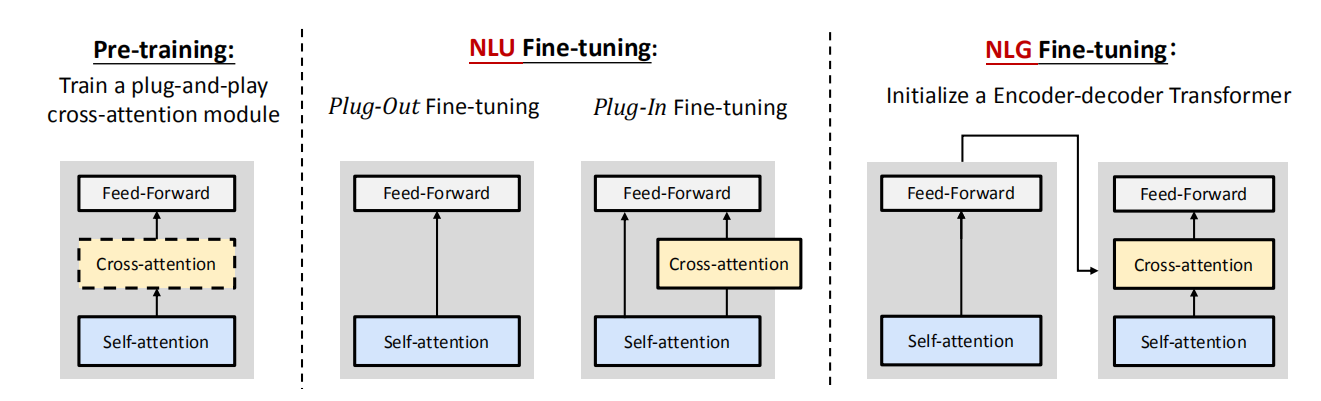 Pre-training:
Train a plug-and-play
cross-attention module
Feed-Forward
Cross-attention
Self-attention
NLU Fine-tuning:
Plug-Out Fine-tuning
Feed-Forward
Self-attention
Plug-In Fine-tuning
Feed-Forward
Cross-attention
Self-attention
NLG Fine-tuning:
Initialize a Encoder-decoder Transformer
Feed-Forward
Self-attention
Feed-Forward
Cross-attention
Self-attention